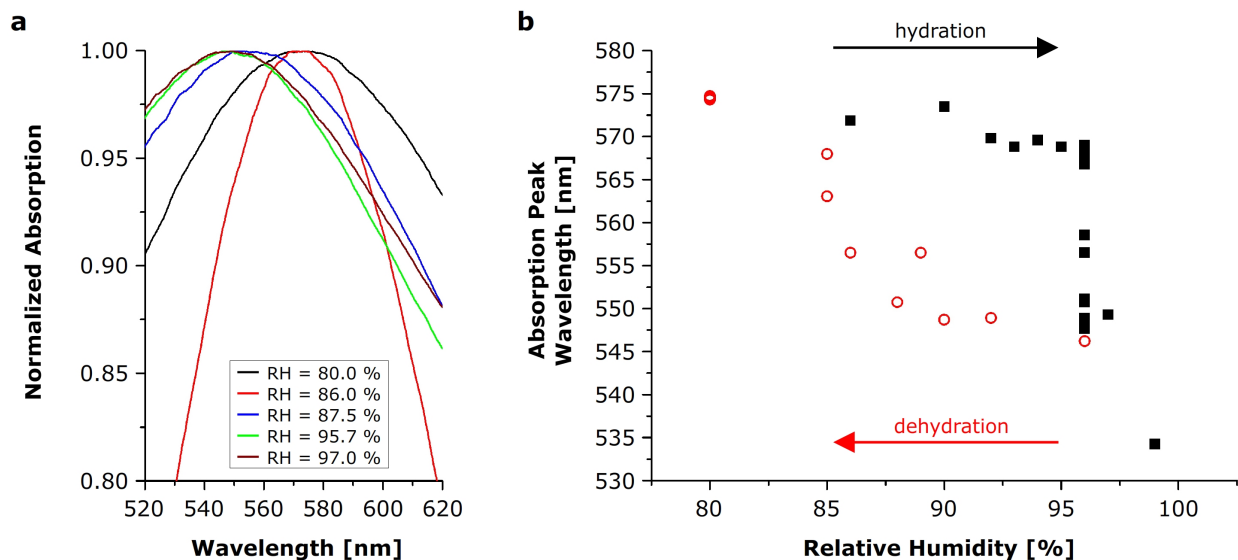 a
Normalized Absorption
1.00
0.95
0.90
0.85
0.80
520 540 560 580 600 620
Wavelength [nm]
RH = 80.0 %
RH = 86.0 %
RH = 87.5 %
RH = 95.7 %
RH = 97.0 %
b
Absorption Peak
Wavelength [nm]
580
575
570
565
560
555
550
545
540
535
530
80 85 90 95 100
Relative Humidity [%]
hydration
dehydration